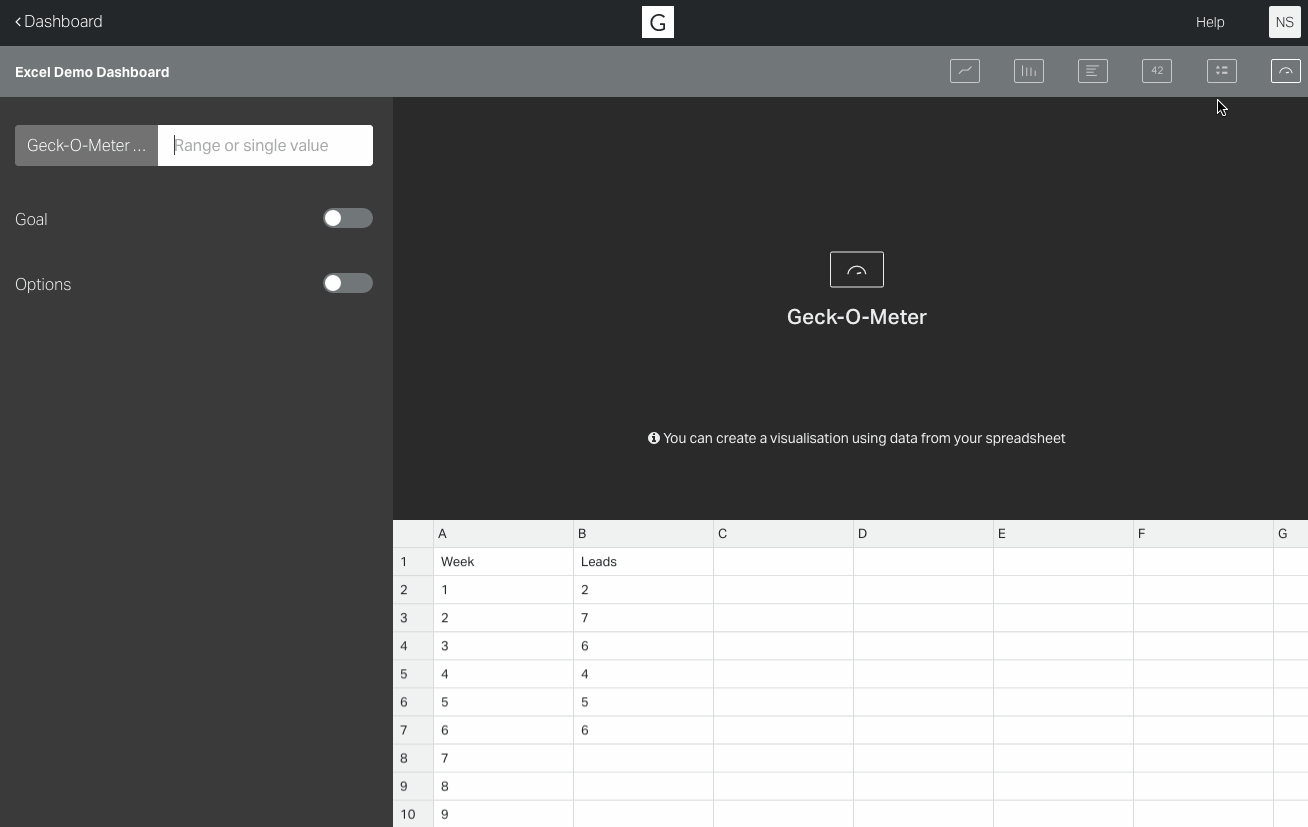 Dashboard
G
Help
NS
Excel Demo Dashboard
42
Geck-O-Meter ...
Range or single value
Goal
Options
Geck-O-Meter
You can create a visualisation using data from your spreadsheet
A B C D E F G
1 Week Leads
2 1 2
3 2 7
4 3 6
5 4 4
6 5 5
7 6 6
8 7
9 8
10 9